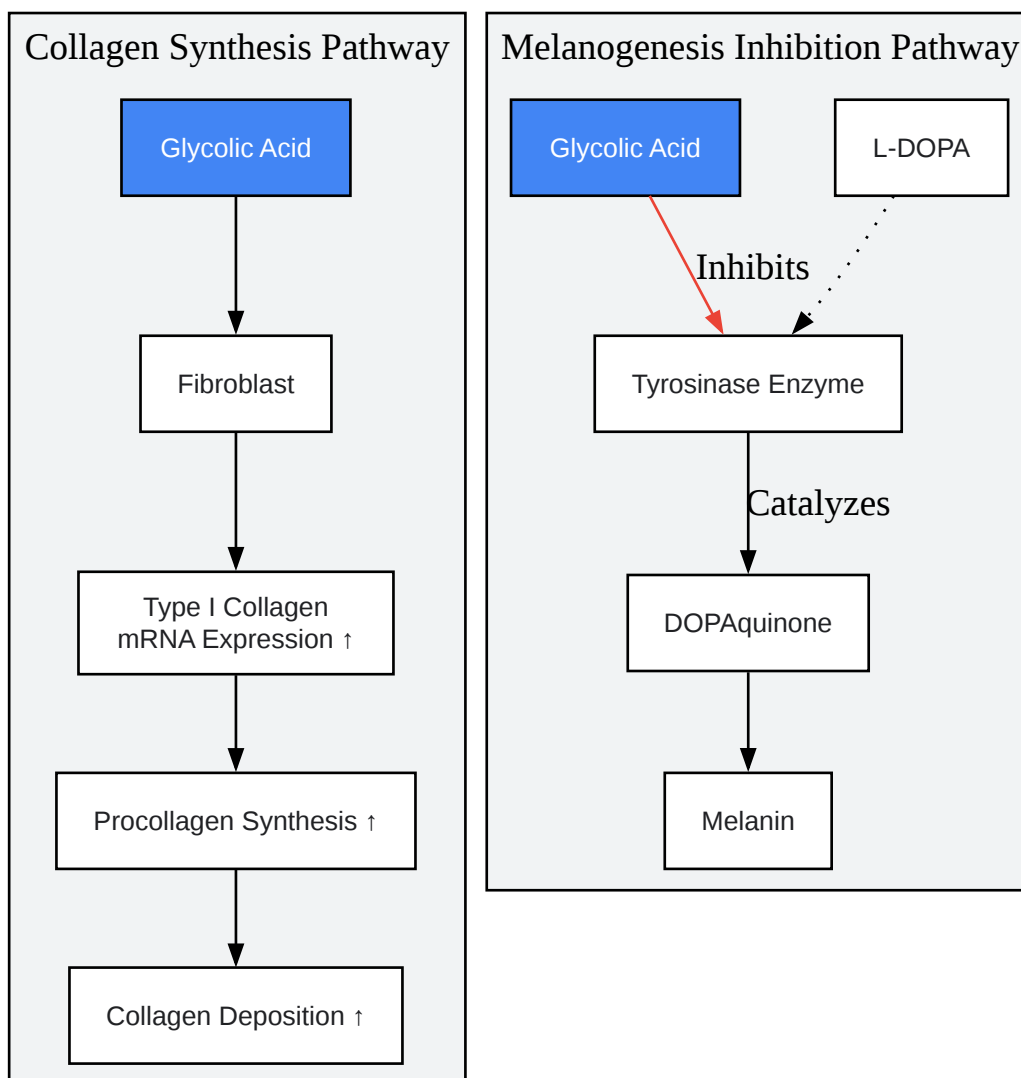 Collagen Synthesis Pathway
Glycolic Acid
Fibroblast
Type I Collagen
mRNA Expression ↑
Procollagen Synthesis ↑
Collagen Deposition ↑
Melanogenesis Inhibition Pathway
Glycolic Acid
L-DOPA
Inhibits
Tyrosinase Enzyme
Catalyzes
DOPAquinone
Melanin